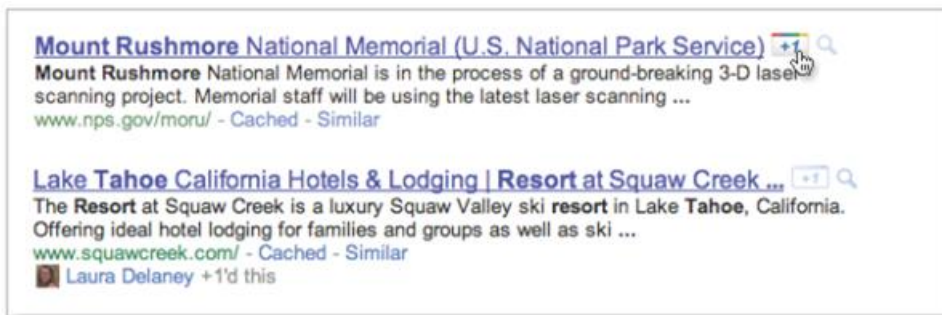 Mount Rushmore National Memorial (U.S. National Park Service) +1
Mount Rushmore National Memorial is in the process of a ground-breaking 3-D laser
scanning project. Memorial staff will be using the latest laser scanning ...
www.nps.gov/moru/ - Cached - Similar
Lake Tahoe California Hotels & Lodging | Resort at Squaw Creek ... +1
The Resort at Squaw Creek is a luxury Squaw Valley ski resort in Lake Tahoe, California.
Offering ideal hotel lodging for families and groups as well as ski ...
www.squawcreek.com/ - Cached - Similar
Laura Delaney +1'd this